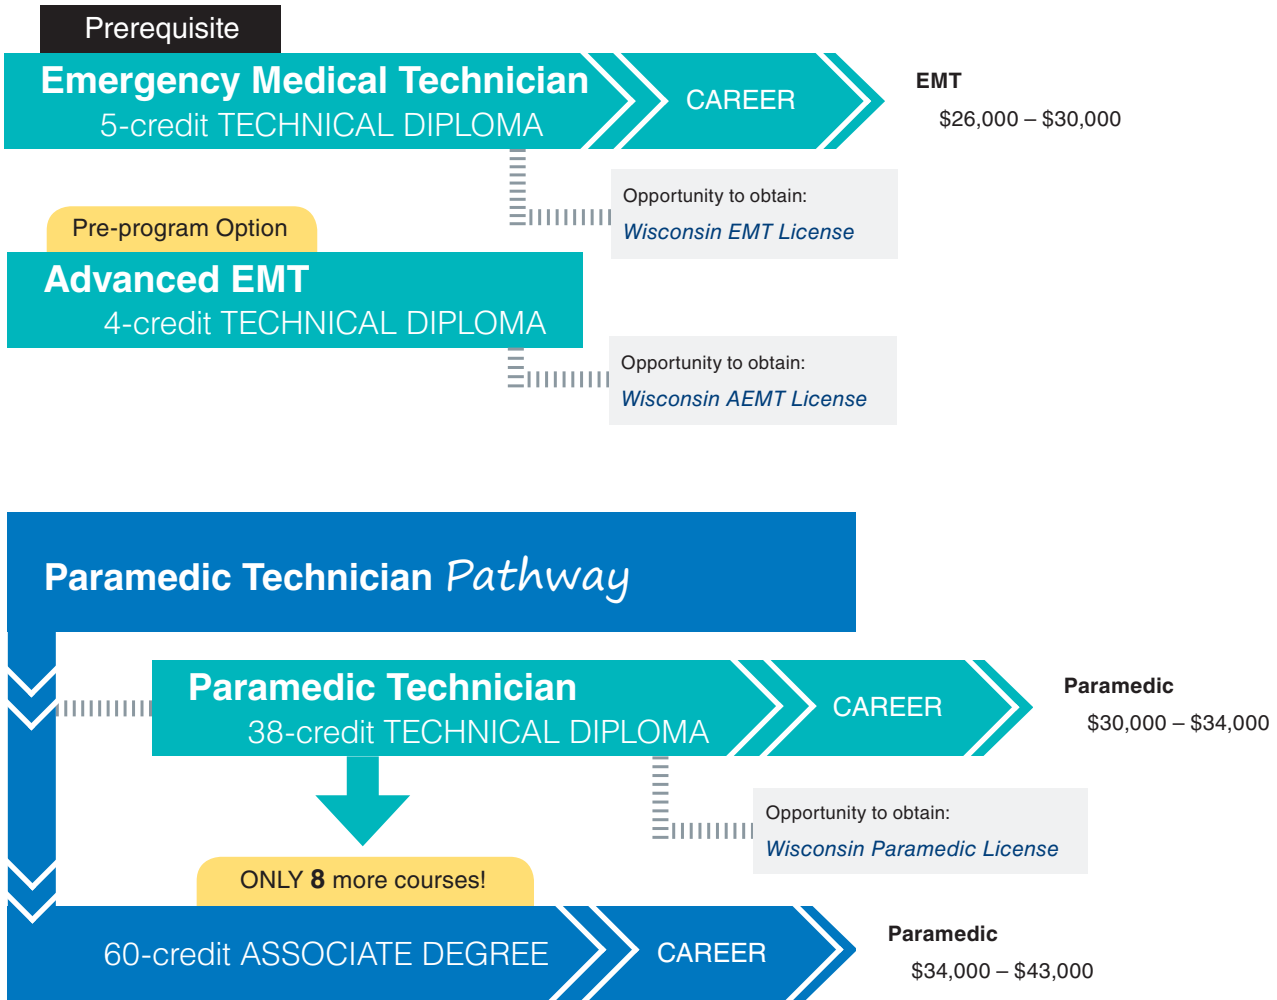 Prerequisite
Emergency Medical Technician
5-credit TECHNICAL DIPLOMA
CAREER
EMT
$26,000 – $30,000
Opportunity to obtain:
Wisconsin EMT License
Pre-program Option
Advanced EMT
4-credit TECHNICAL DIPLOMA
Opportunity to obtain:
Wisconsin AEMT License
Paramedic Technician Pathway
Paramedic Technician
38-credit TECHNICAL DIPLOMA
CAREER
Paramedic
$30,000 – $34,000
Opportunity to obtain:
Wisconsin Paramedic License
ONLY 8 more courses!
60-credit ASSOCIATE DEGREE
CAREER
Paramedic
$34,000 – $43,000